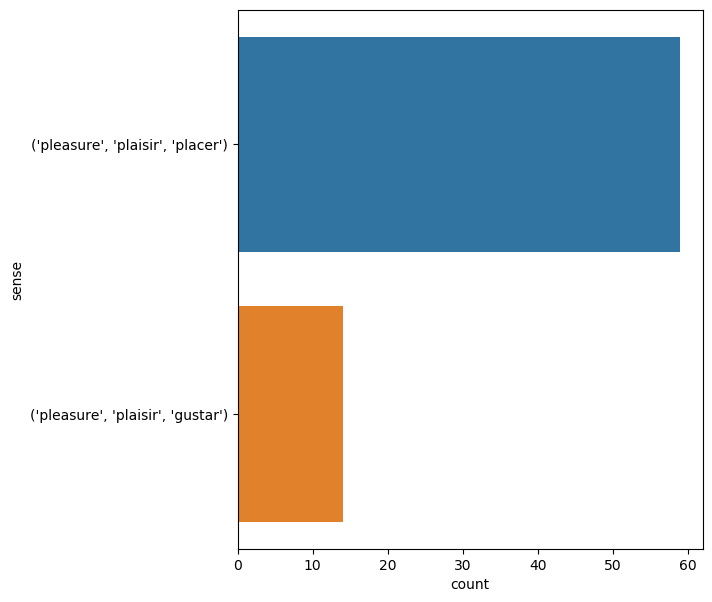 ('pleasure', 'plaisir', 'placer')
sense
('pleasure', 'plaisir', 'gustar')
0 10 20 30 40 50 60
count